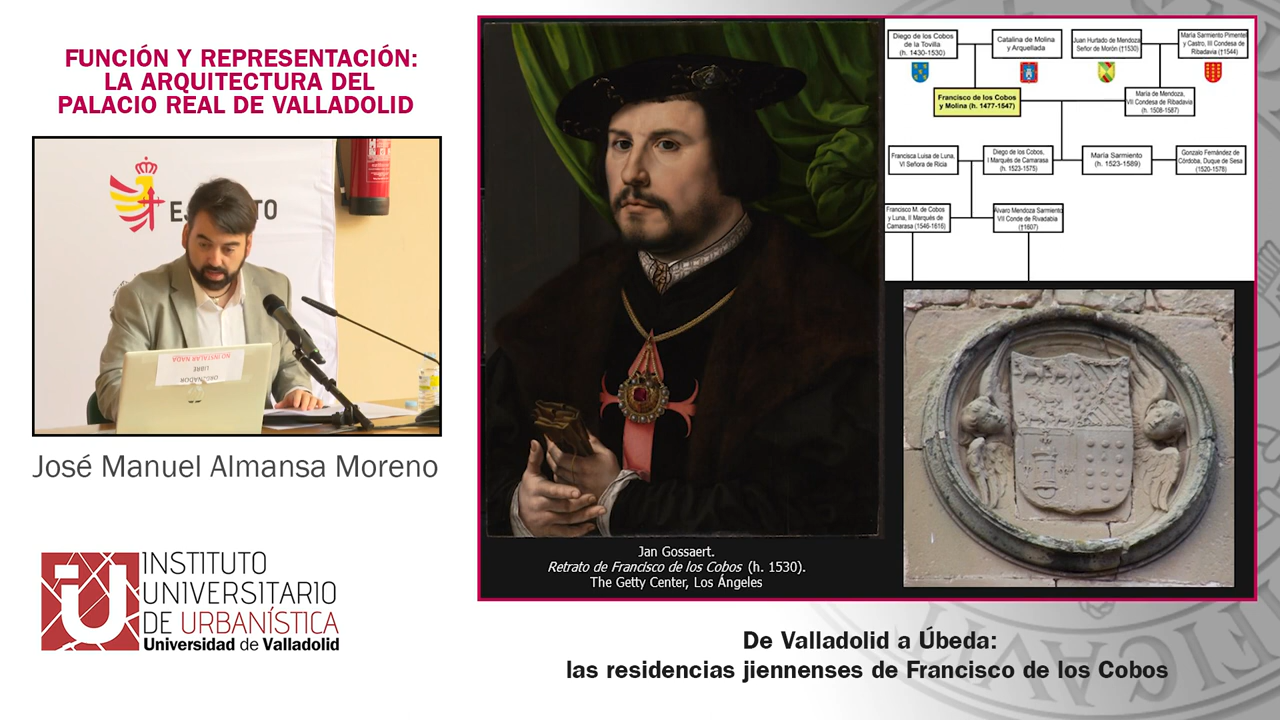 FUNCIÓN Y REPRESENTACIÓN:
LA ARQUITECTURA DEL
PALACIO REAL DE VALLADOLID
NO INSTALAR NADA
LIBRE
ORDENADOR
José Manuel Almansa Moreno
INSTITUTO
UNIVERSITARIO
DE URBANÍSTICA
Universidad de Valladolid
Diego de los Cobos
de la Tovilla
(h. 1430-1530)
Catalina de Molina
y Arquellada
Juan Hurtado de Mendoza
Señor de Morón (†1530)
María Sarmiento Pimentel
y Castro, III Condesa de
Ribadavia (†1544)
Francisco de los Cobos
y Molina (h. 1477-1547)
María de Mendoza,
VII Condesa de Ribadavia
(h. 1508-1587)
Francisca Luisa de Luna,
VI Señora de Ricla
Diego de los Cobos,
I Marqués de Camarasa
(h. 1523-1575)
María Sarmiento
(h. 1523-1589)
Gonzalo Fernández de
Córdoba, Duque de Sesa
(1520-1578)
Francisco M. de Cobos
y Luna, II Marqués de
Camarasa (1546-1616)
Álvaro Mendoza Sarmiento
VII Conde de Rivadabia
(†1607)
Jan Gossaert.
Retrato de Francisco de los Cobos (h. 1530).
The Getty Center, Los Ángeles
De Valladolid a Úbeda:
las residencias jiennenses de Francisco de los Cobos